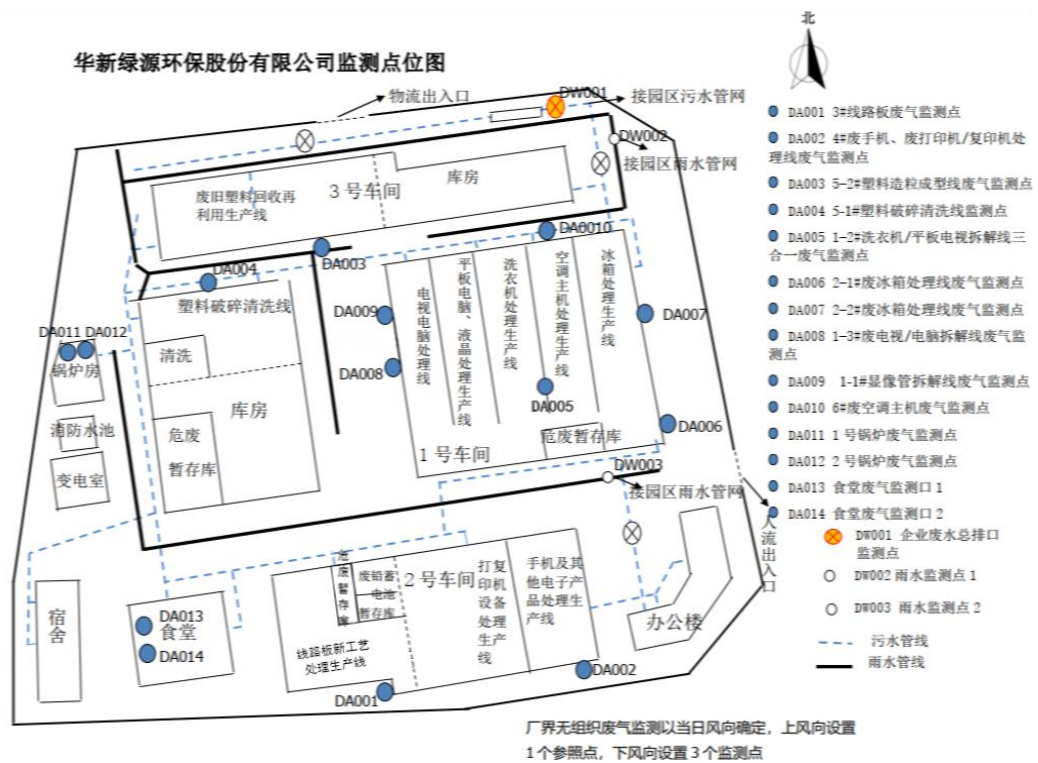 北
华新绿源环保股份有限公司监测点位图
物流出入口
DW001
接园区污水管网
DW002
接园区雨水管网
废旧塑料回收再
利用生产线
3号车间
库房
DA004
DA003
DA0010
塑料破碎清洗线
清洗
库房
危废
暂存库
DA011 DA012
锅炉房
消防水池
变电室
DA009
DA008
电视电脑处理线
平板电脑、液晶处理生产线
洗衣机处理生产线
空调主机处理生产线
冰箱处理生产线
DA007
DA005
DA006
1号车间
危废暂存库
DW003
接园区雨水管网
人流出入口
宿舍
DA013
食堂
DA014
危废暂存库
废铅蓄
电池
暂存库
2号车间
线路板新工艺
处理生产线
打复印机设备处理生产线
手机及其
他电子产
品处理生
产线
办公楼
DA001
DA002
DA001 3#线路板废气监测点
DA002 4#废手机、废打印机/复印机处
理线废气监测点
DA003 5-2#塑料造粒成型线废气监测点
DA004 5-1#塑料破碎清洗线监测点
DA005 1-2#洗衣机/平板电视拆解线三
合一废气监测点
DA006 2-1#废冰箱处理线废气监测点
DA007 2-2#废冰箱处理线废气监测点
DA008 1-3#废电视/电脑拆解线废气监
测点
DA009 1-1#显像管拆解线废气监测点
DA010 6#废空调主机废气监测点
DA011 1号锅炉废气监测点
DA012 2号锅炉废气监测点
DA013 食堂废气监测口1
DA014 食堂废气监测口2
DW001 企业废水总排口
监测点
DW002雨水监测点1
DW003 雨水监测点2
污水管线
雨水管线
厂界无组织废气监测以当日风向确定，上风向设置
1个参照点，下风向设置3个监测点